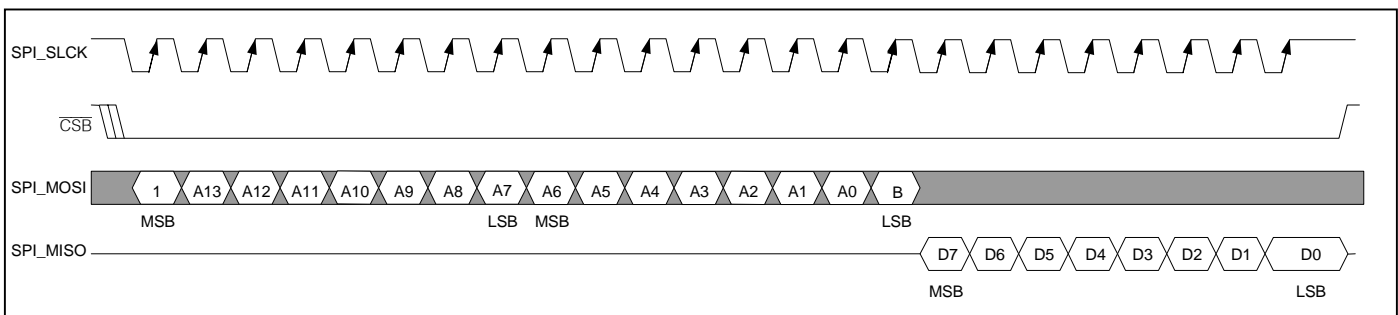 SPI_SLCK
CSB
SPI_MOSI 1 A13 A12 A11 A10 A9 A8 A7 A6 A5 A4 A3 A2 A1 A0 B
MSB LSB MSB LSB
SPI_MISO D7 D6 D5 D4 D3 D2 D1 D0
MSB LSB